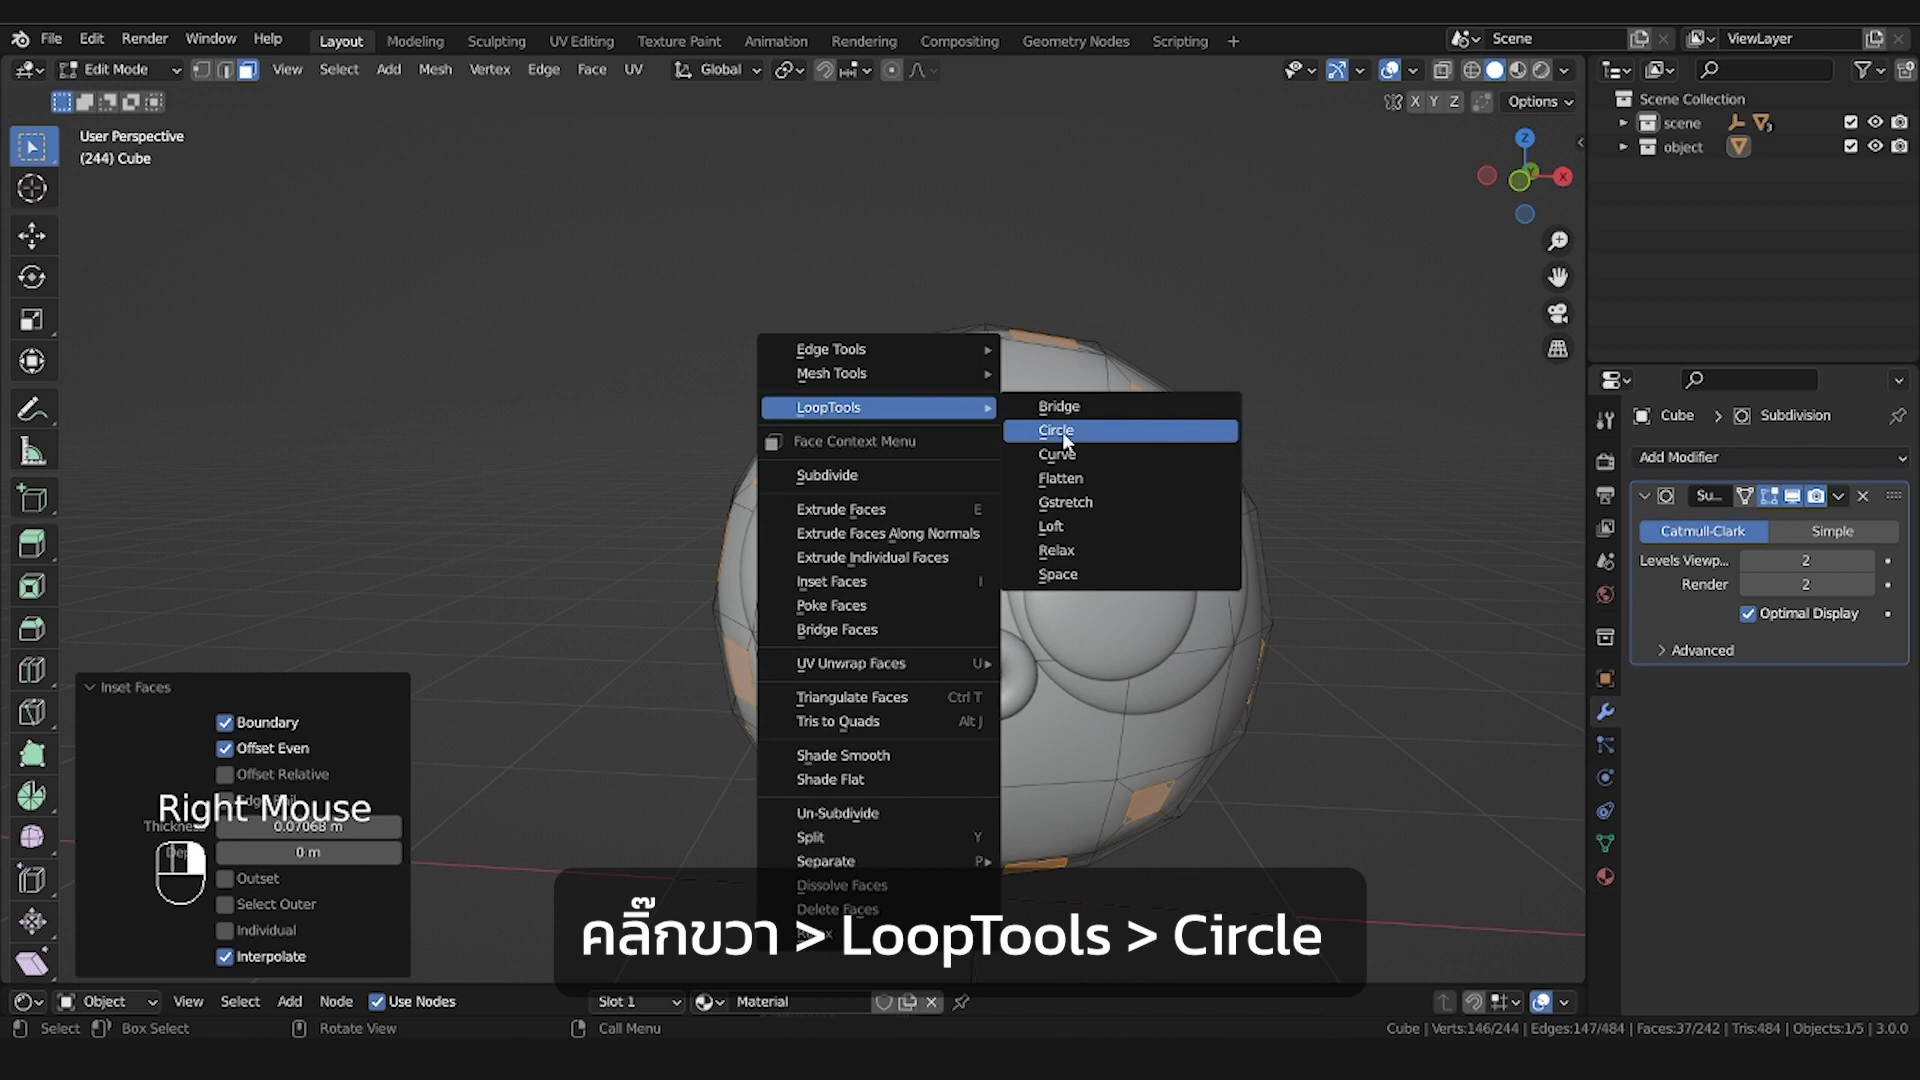 File Edit Render Window Help Layout Modeling Sculpting UV Editing Texture Paint Animation Rendering Compositing Geometry Nodes Scripting + Scene ViewLayer
Edit Mode View Select Add Mesh Vertex Edge Face UV Global
X Y Z Options
Scene Collection
scene 3
object
User Perspective
(244) Cube
Z
Y X
Edge Tools
Mesh Tools
LoopTools
Face Context Menu
Subdivide
Extrude Faces E
Extrude Faces Along Normals
Extrude Individual Faces
Inset Faces I
Poke Faces
Bridge Faces
UV Unwrap Faces U
Triangulate Faces Ctrl T
Tris to Quads Alt J
Shade Smooth
Shade Flat
Un-Subdivide
Split Y
Separate P
Dissolve Faces
Delete Faces
Bridge
Circle
Curve
Flatten
Gstretch
Loft
Relax
Space
Cube > Subdivision
Add Modifier
Su...
Catmull-Clark Simple
Levels Viewp... 2
Render 2
Optimal Display
Advanced
Inset Faces
Boundary
Offset Even
Offset Relative
Right Mouse
Thickness 0.07068 m
0 m
Outset
Select Outer
Individual
Interpolate
คลิ๊กขวา > LoopTools > Circle
Object View Select Add Node Use Nodes Slot 1 Material
Select Box Select Rotate View Call Menu Cube | Verts:146/244 | Edges:147/484 | Faces:37/242 | Tris:484 | Objects:1/5 | 3.0.0